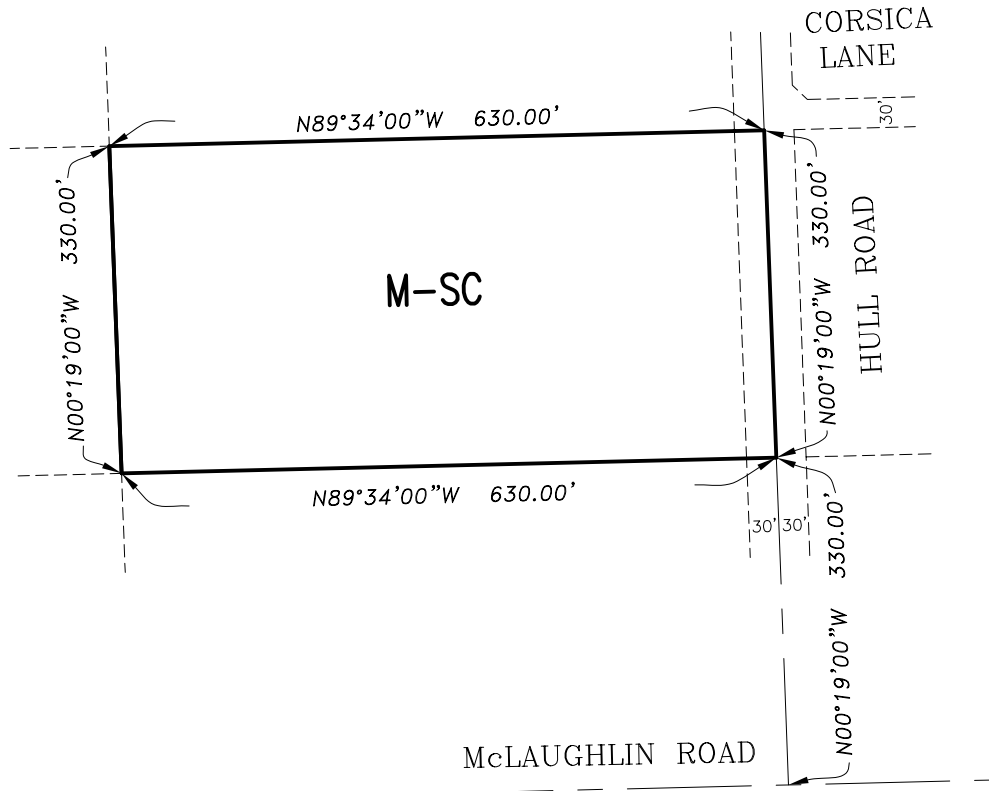 CORSICA
LANE
30'
N89°34'00"W 630.00'
N00°19'00"W 330.00'
M-SC
N00°19'00"W 330.00'
HULL ROAD
N89°34'00"W 630.00'
30' 30'
N00°19'00"W 330.00'
McLAUGHLIN ROAD